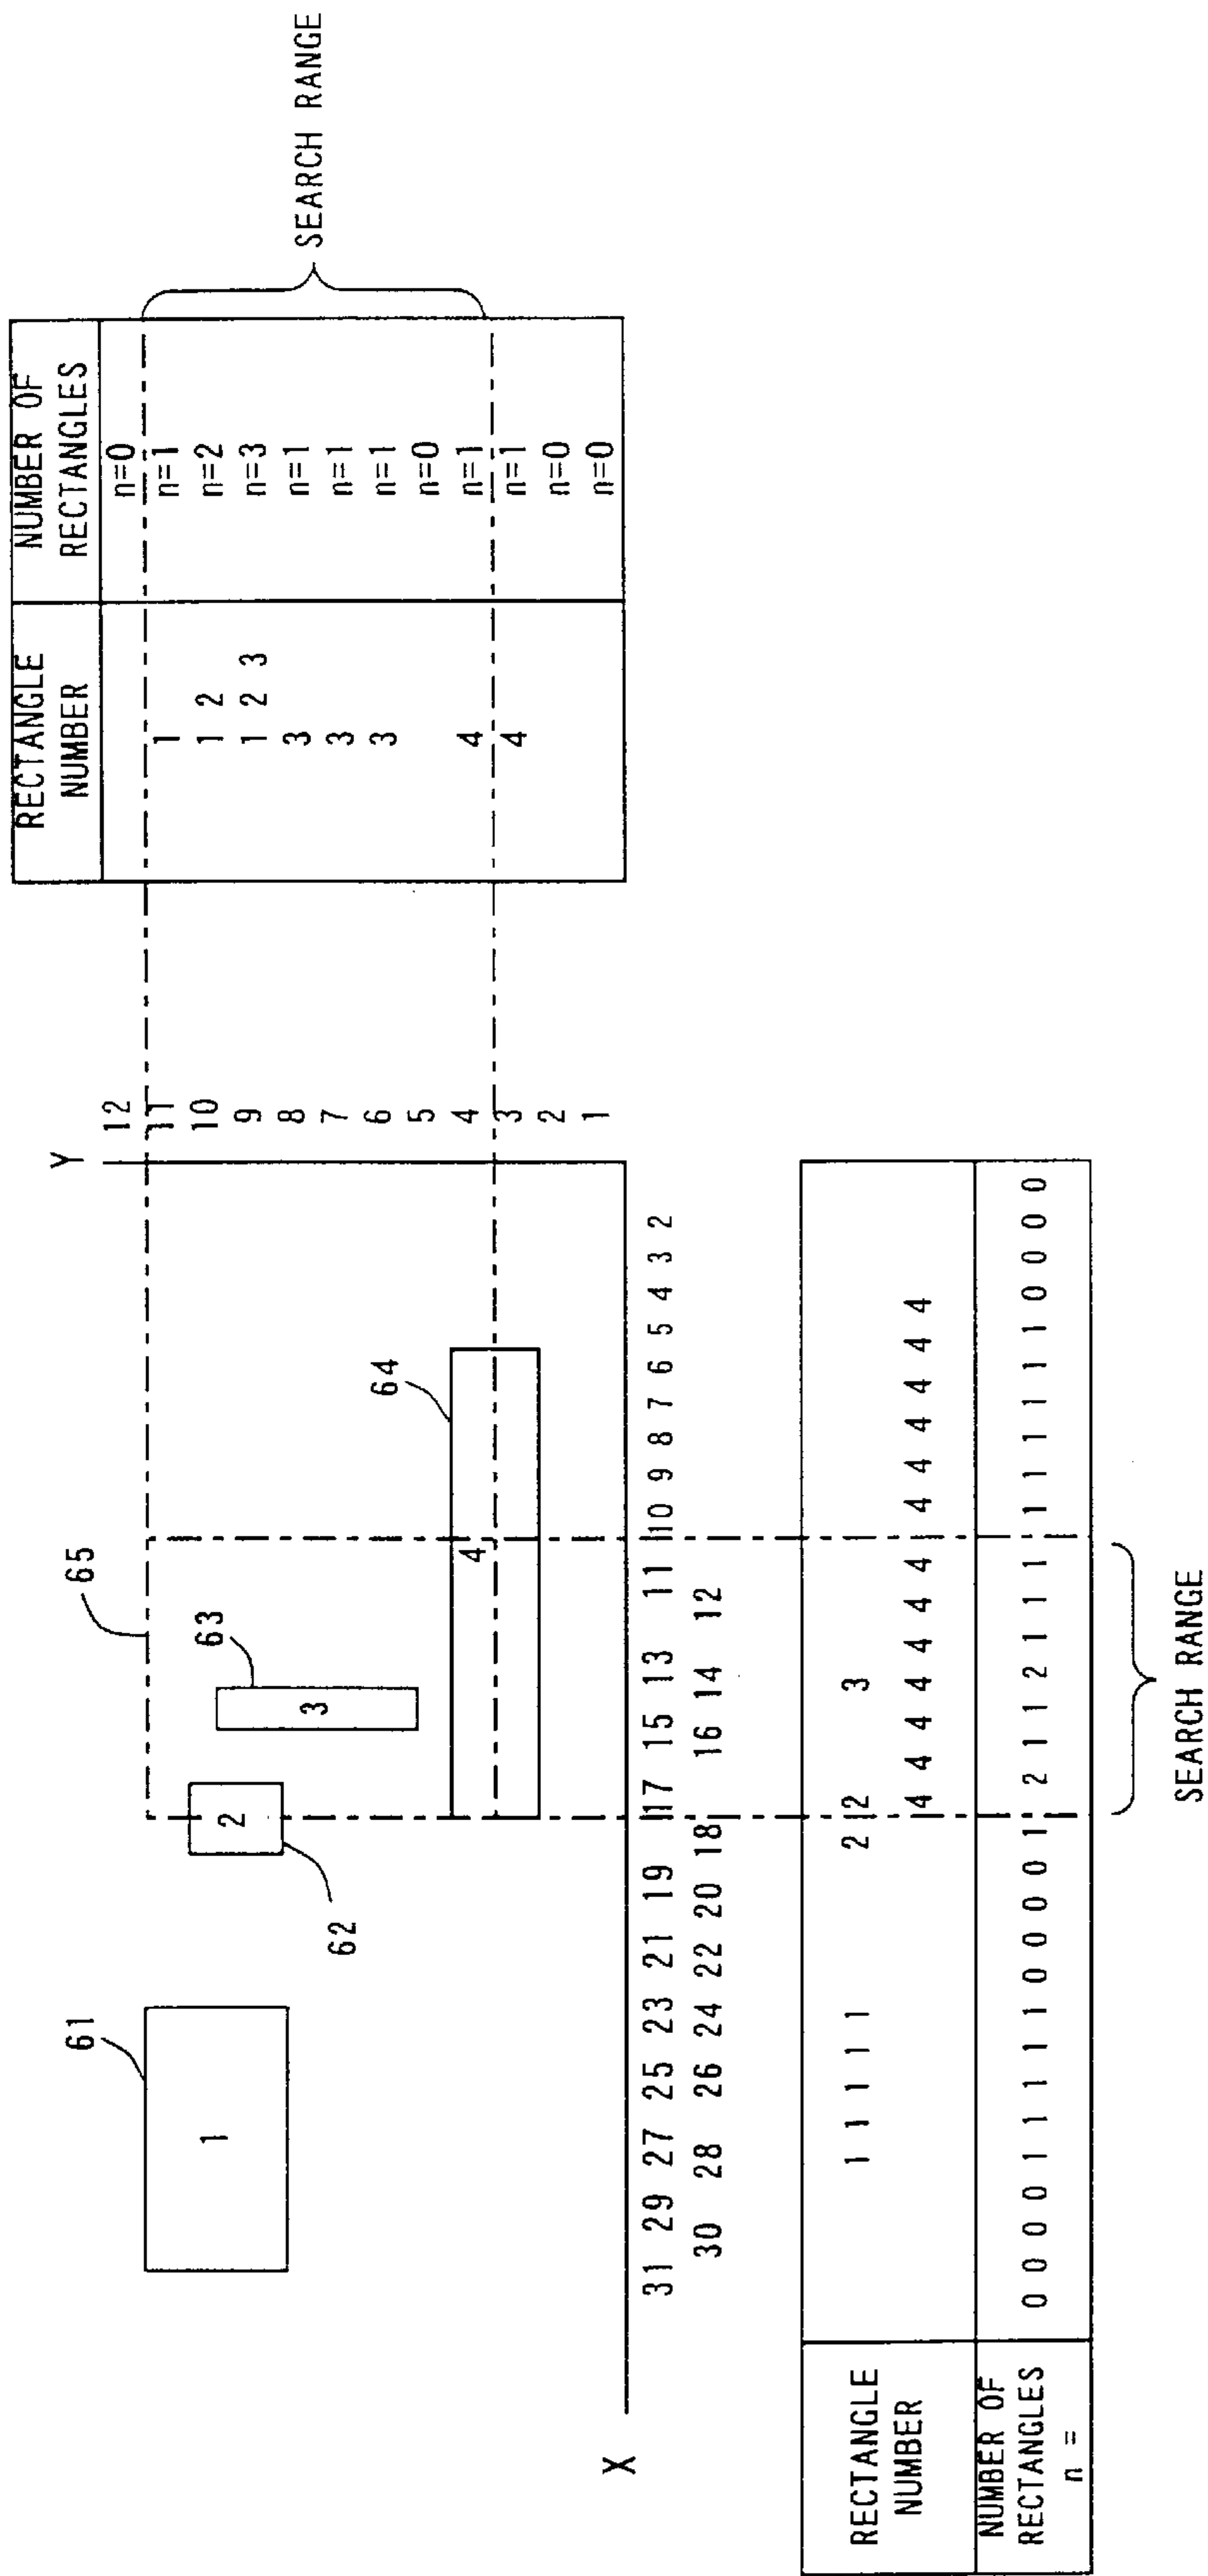 RECTANGLE
NUMBER
NUMBER OF
RECTANGLES
Y
61
65
12
n=0
11
1
n=1
1
2
62
63
10
1 2
n=2
9
1 2 3
n=3
3
8
3
n=1
SEARCH RANGE
7
3
n=1
64
6
3
n=1
5
n=0
4
4
4
n=1
3
4
n=1
2
n=0
1
n=0
X
31 29 27 25 23 21 19 17 15 13 11 10 9 8 7 6 5 4 3 2
30 28 26 24 22 20 18 16 14 12
RECTANGLE
NUMBER
1 1 1 1 1 2 2 3
4 4 4 4 4 4 4 4 4 4 4 4 4
NUMBER OF
RECTANGLES
n =
0 0 0 0 1 1 1 1 1 0 0 0 0 1 2 1 1 2 1 1 1 1 1 1 1 1 1 0 0 0 0
SEARCH RANGE